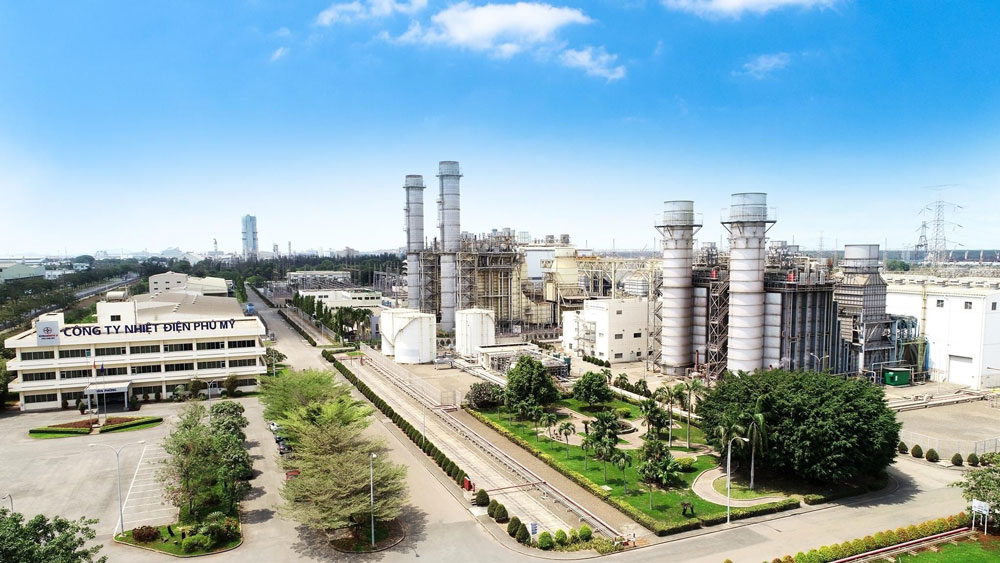 CÔNG TY NHIỆT ĐIỆN PHÚ MỸ